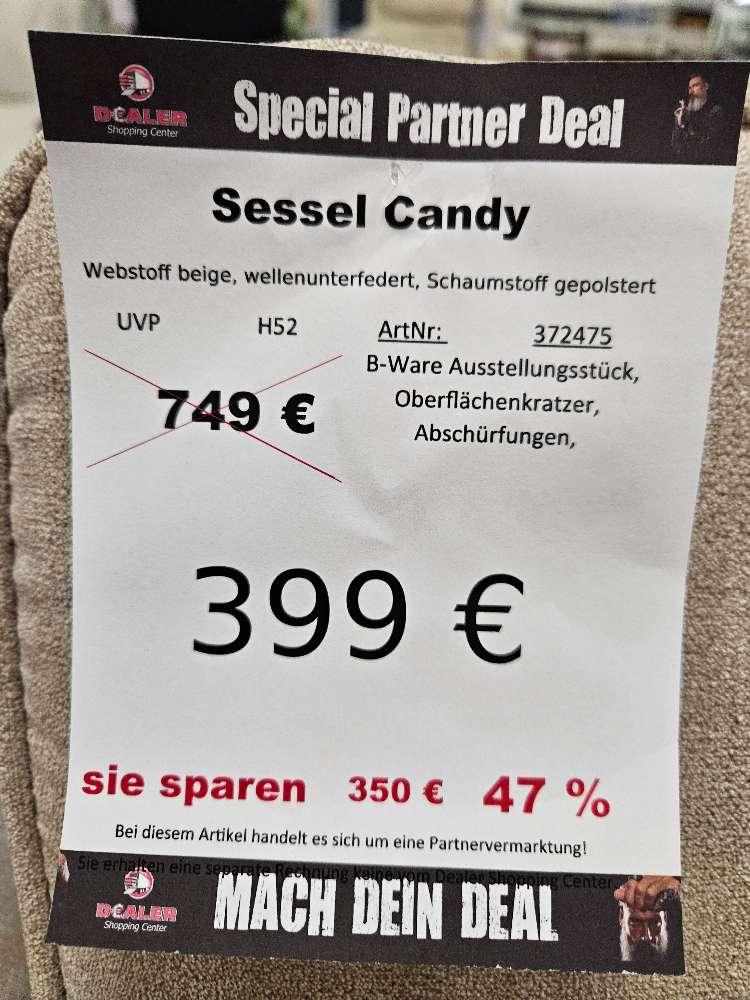 DEALER
Shopping Center
Special Partner Deal
Sessel Candy
Webstoff beige, wellenunterfedert, Schaumstoff gepolstert
UVP H52 ArtNr: 372475
B-Ware Ausstellungsstück,
749 € Oberflächenkratzer,
Abschürfungen,
399 €
sie sparen 350 € 47 %
Bei diesem Artikel handelt es sich um eine Partnervermarktung!
Sie erhalten eine separate Rechnung keine vom Dealer Shopping Center
DEALER
Shopping Center
MACH DEIN DEAL